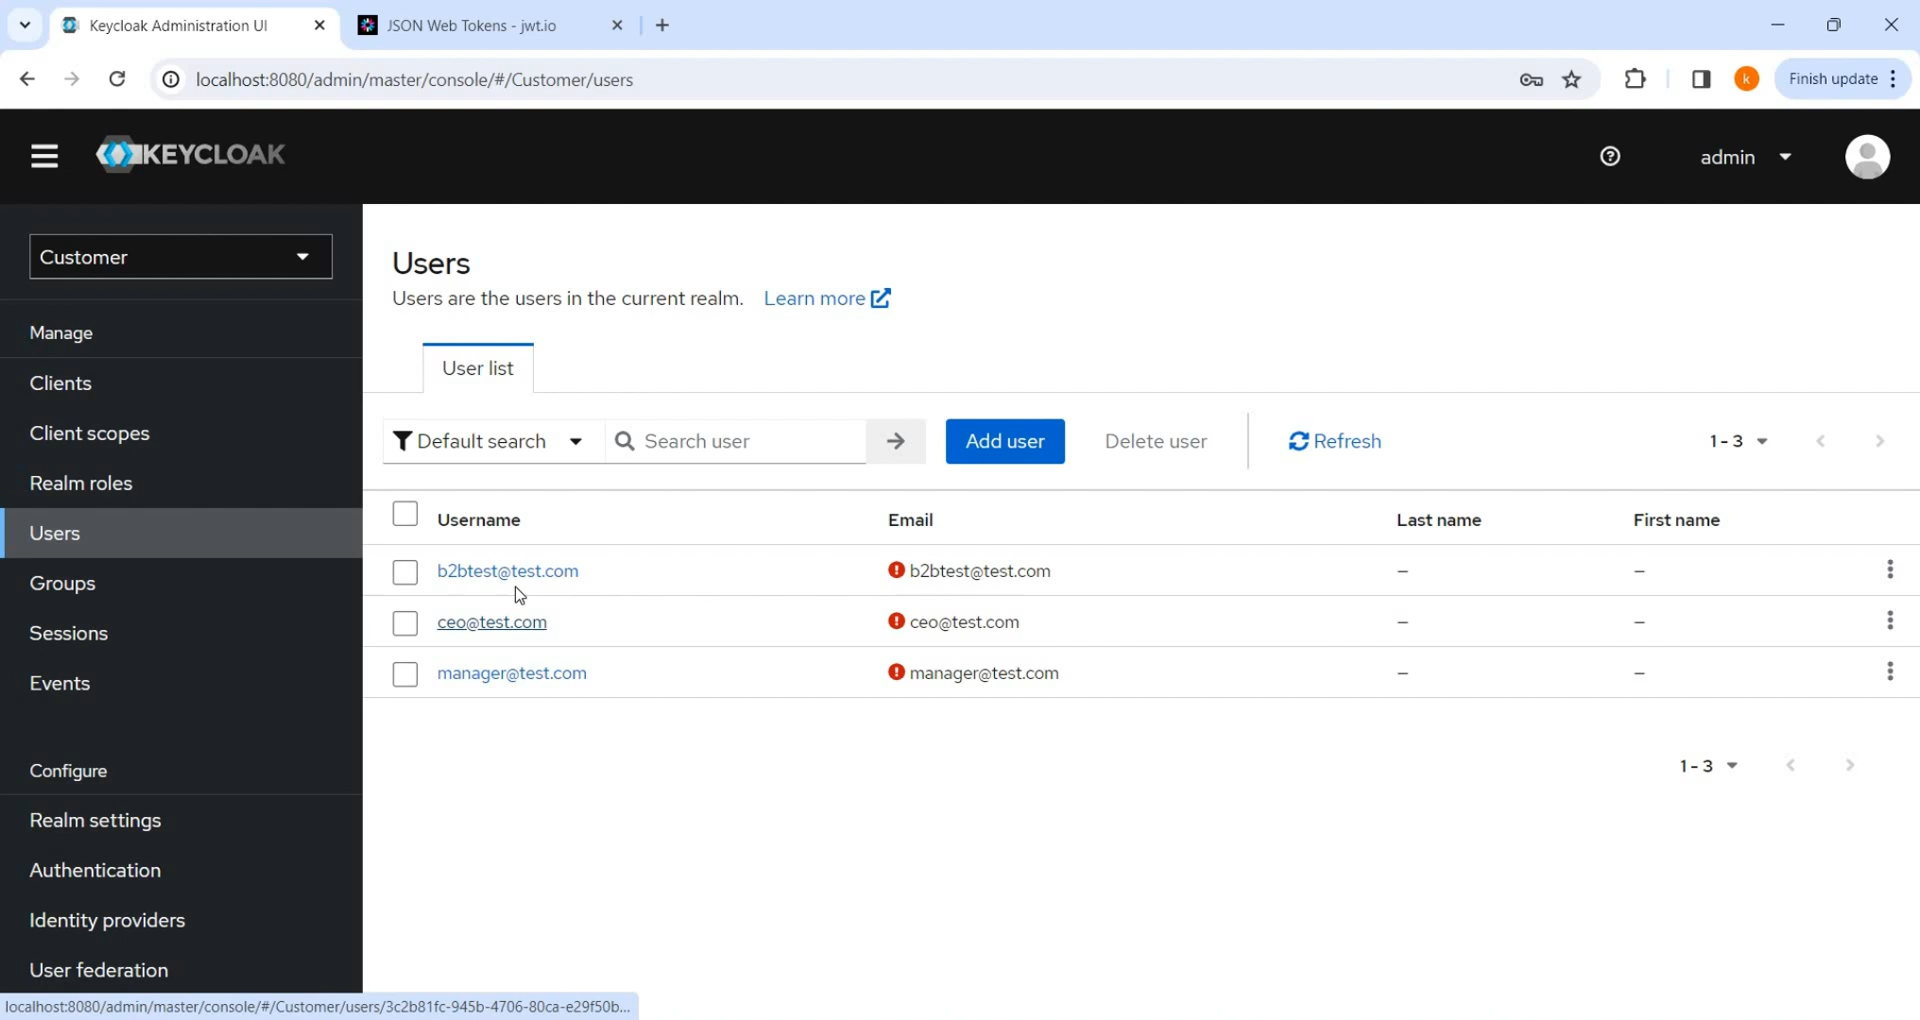 Keycloak Administration UI
JSON Web Tokens - jwt.io
localhost:8080/admin/master/console/#/Customer/users
k
Finish update
KEYCLOAK
admin
Customer
Manage
Clients
Client scopes
Realm roles
Users
Groups
Sessions
Events
Configure
Realm settings
Authentication
Identity providers
User federation
Users
Users are the users in the current realm. Learn more
User list
Default search Search user Add user Delete user Refresh 1 - 3
Username Email Last name First name
b2btest@test.com b2btest@test.com – –
ceo@test.com ceo@test.com – –
manager@test.com manager@test.com – –
1 - 3
localhost:8080/admin/master/console/#/Customer/users/3c2b81fc-945b-4706-80ca-e29f50b...